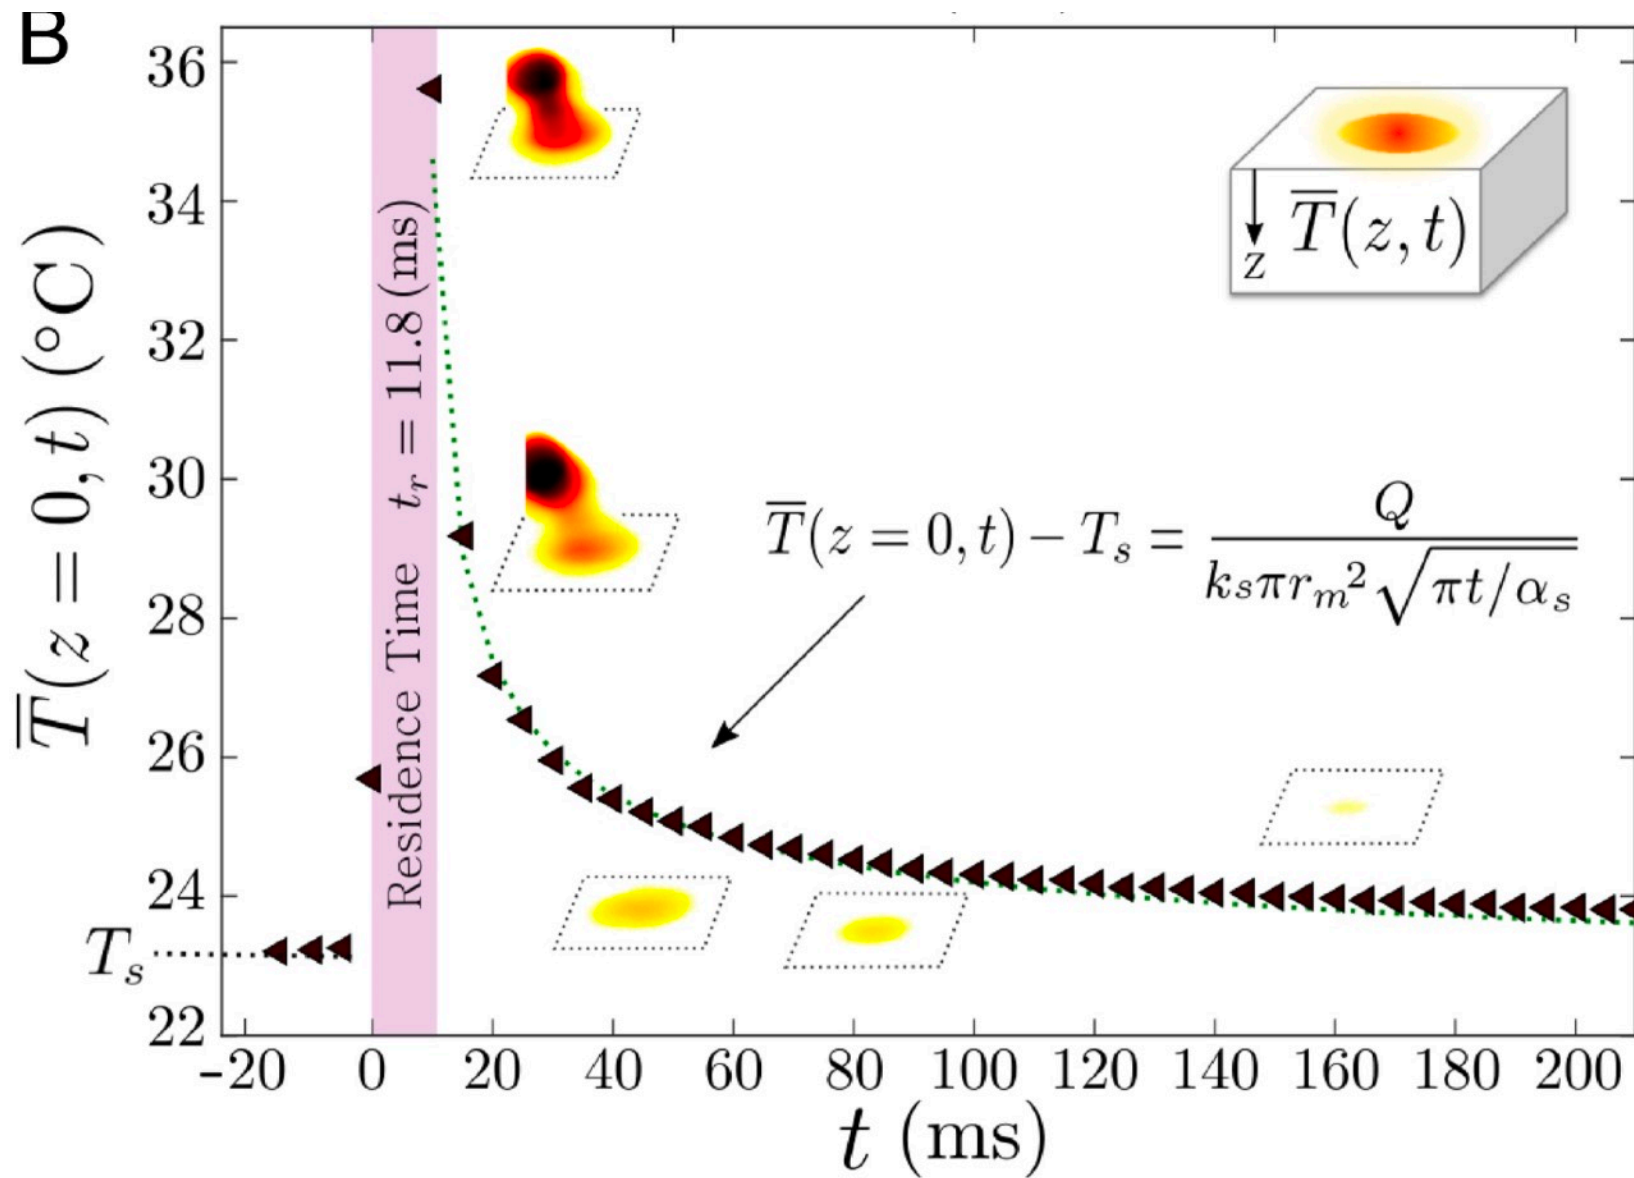 B
36
34
32
30
28
26
24
22
T̅(z = 0, t) (°C)
T_s
Residence Time t_r = 11.8 (ms)
T̅(z, t)
z
T̅(z = 0, t) − T_s = Q / (k_s π r_m² √(πt/α_s))
−20 0 20 40 60 80 100 120 140 160 180 200
t (ms)